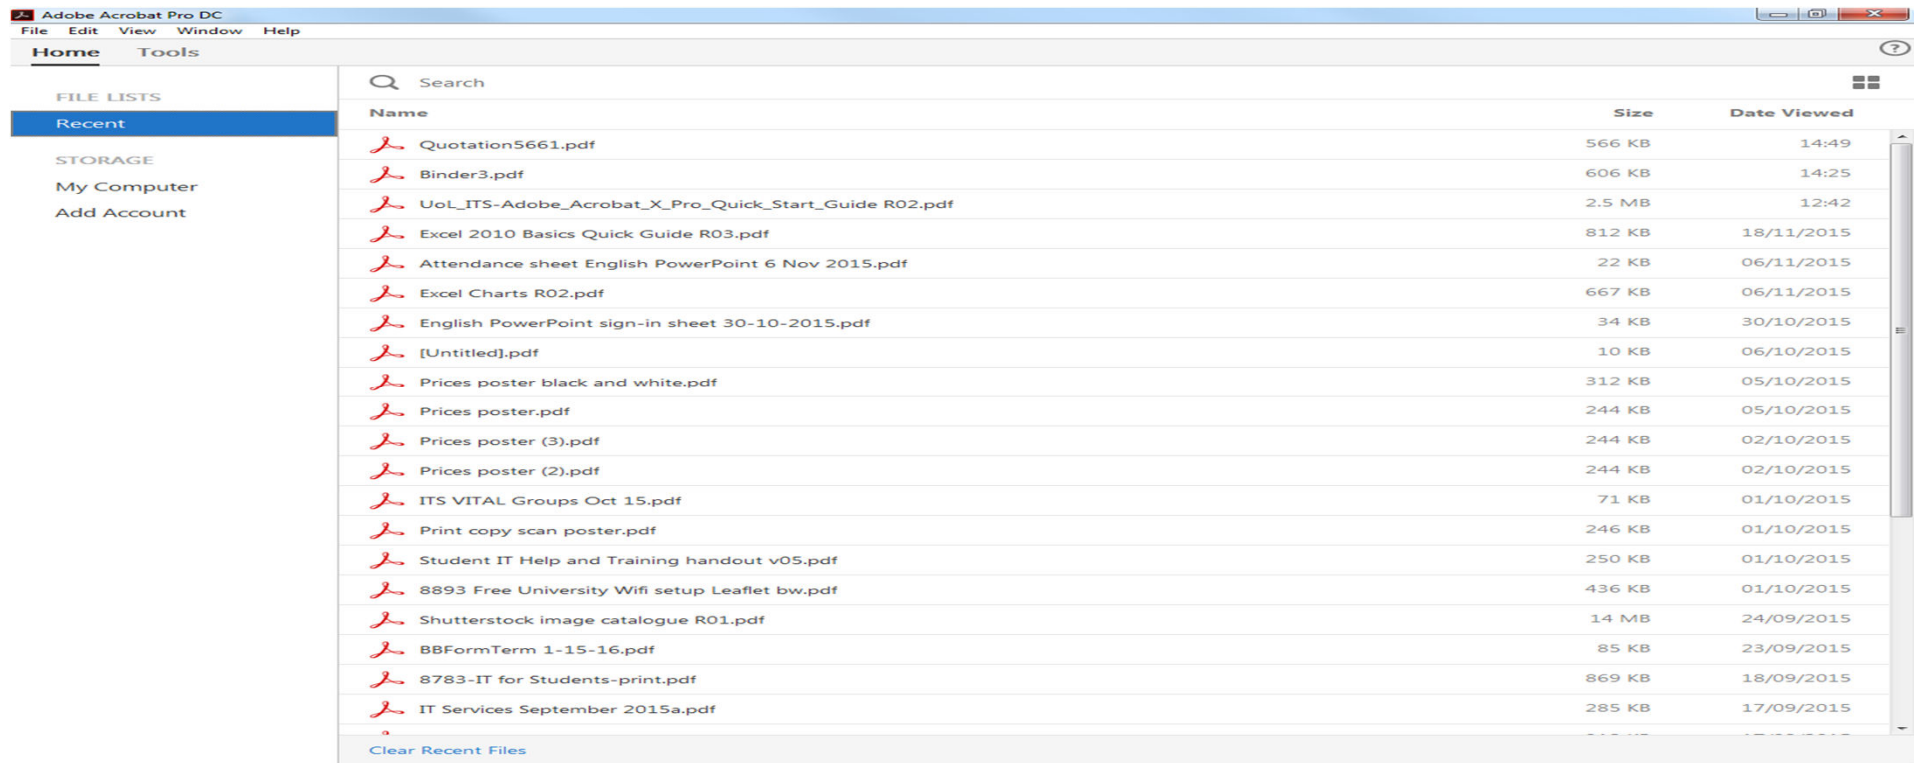 Adobe Acrobat Pro DC
File Edit View Window Help
Home Tools
FILE LISTS
Recent
STORAGE
My Computer
Add Account
Search
Name Size Date Viewed
Quotation5661.pdf 566 KB 14:49
Binder3.pdf 606 KB 14:25
UoL_ITS-Adobe_Acrobat_X_Pro_Quick_Start_Guide R02.pdf 2.5 MB 12:42
Excel 2010 Basics Quick Guide R03.pdf 812 KB 18/11/2015
Attendance sheet English PowerPoint 6 Nov 2015.pdf 22 KB 06/11/2015
Excel Charts R02.pdf 667 KB 06/11/2015
English PowerPoint sign-in sheet 30-10-2015.pdf 34 KB 30/10/2015
[Untitled].pdf 10 KB 06/10/2015
Prices poster black and white.pdf 312 KB 05/10/2015
Prices poster.pdf 244 KB 05/10/2015
Prices poster (3).pdf 244 KB 02/10/2015
Prices poster (2).pdf 244 KB 02/10/2015
ITS VITAL Groups Oct 15.pdf 71 KB 01/10/2015
Print copy scan poster.pdf 246 KB 01/10/2015
Student IT Help and Training handout v05.pdf 250 KB 01/10/2015
8893 Free University Wifi setup Leaflet bw.pdf 436 KB 01/10/2015
Shutterstock image catalogue R01.pdf 14 MB 24/09/2015
BBFormTerm 1-15-16.pdf 85 KB 23/09/2015
8783-IT for Students-print.pdf 869 KB 18/09/2015
IT Services September 2015a.pdf 285 KB 17/09/2015
Clear Recent Files